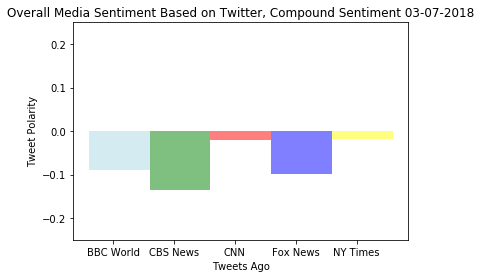 Overall Media Sentiment Based on Twitter, Compound Sentiment 03-07-2018
Tweet Polarity
0.2
0.1
0.0
−0.1
−0.2
BBC World CBS News CNN Fox News NY Times
Tweets Ago